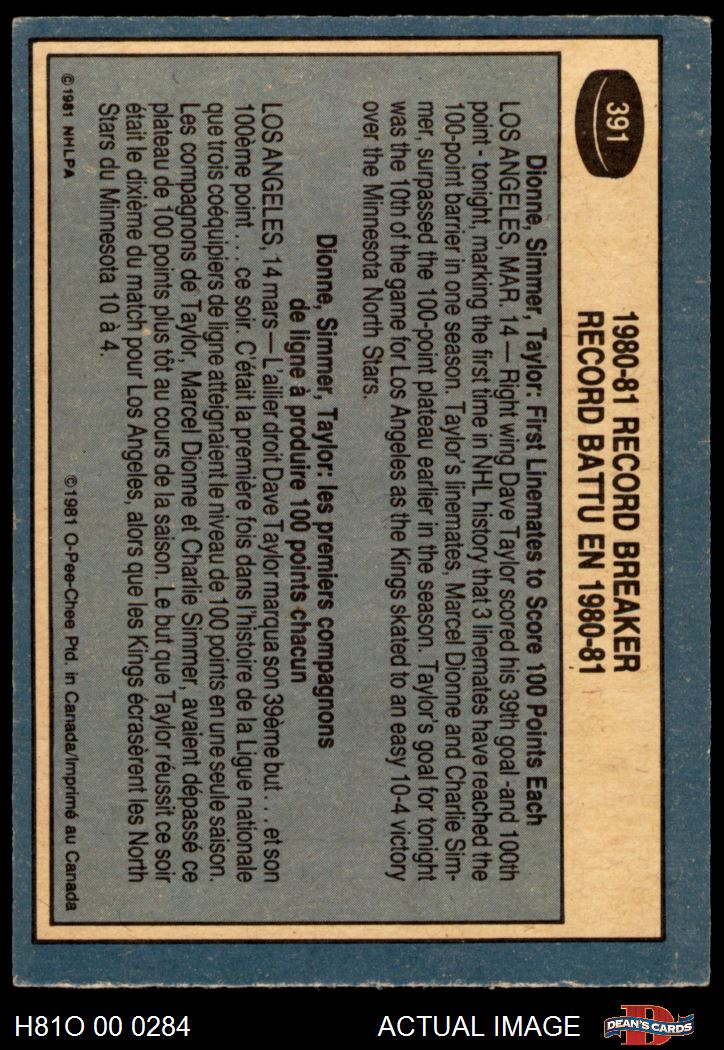 391
1980-81 RECORD BREAKER
RECORD BATTU EN 1980-81
Dionne, Simmer, Taylor: First Linemates to Score 100 Points Each
LOS ANGELES, MAR. 14 — Right wing Dave Taylor scored his 39th goal -and 100th
point - tonight, marking the first time in NHL history that 3 linemates have reached the
100-point barrier in one season. Taylor's linemates, Marcel Dionne and Charlie Sim-
mer, surpassed the 100-point plateau earlier in the season. Taylor's goal for tonight
was the 10th of the game for Los Angeles as the Kings skated to an easy 10-4 victory
over the Minnesota North Stars.
Dionne, Simmer, Taylor: les premiers compagnons
de ligne à produire 100 points chacun
LOS ANGELES, 14 mars — L'ailier droit Dave Taylor marqua son 39ème but . . . et son
100ème point . . . ce soir. C'était la première fois dans l'histoire de la Ligue nationale
que trois coéquipiers de ligne atteignaient le niveau de 100 points en une seule saison.
Les compagnons de Taylor, Marcel Dionne et Charlie Simmer, avaient dépassé ce
plateau de 100 points plus tôt au cours de la saison. Le but que Taylor réussit ce soir
était le dixième du match pour Los Angeles, alors que les Kings écrasèrent les North
Stars du Minnesota 10 à 4.
©1981 NHLPA
©1981 O-Pee-Chee Ptd. in Canada/Imprimé au Canada
H81O 00 0284
ACTUAL IMAGE
D
DEAN'S CARDS